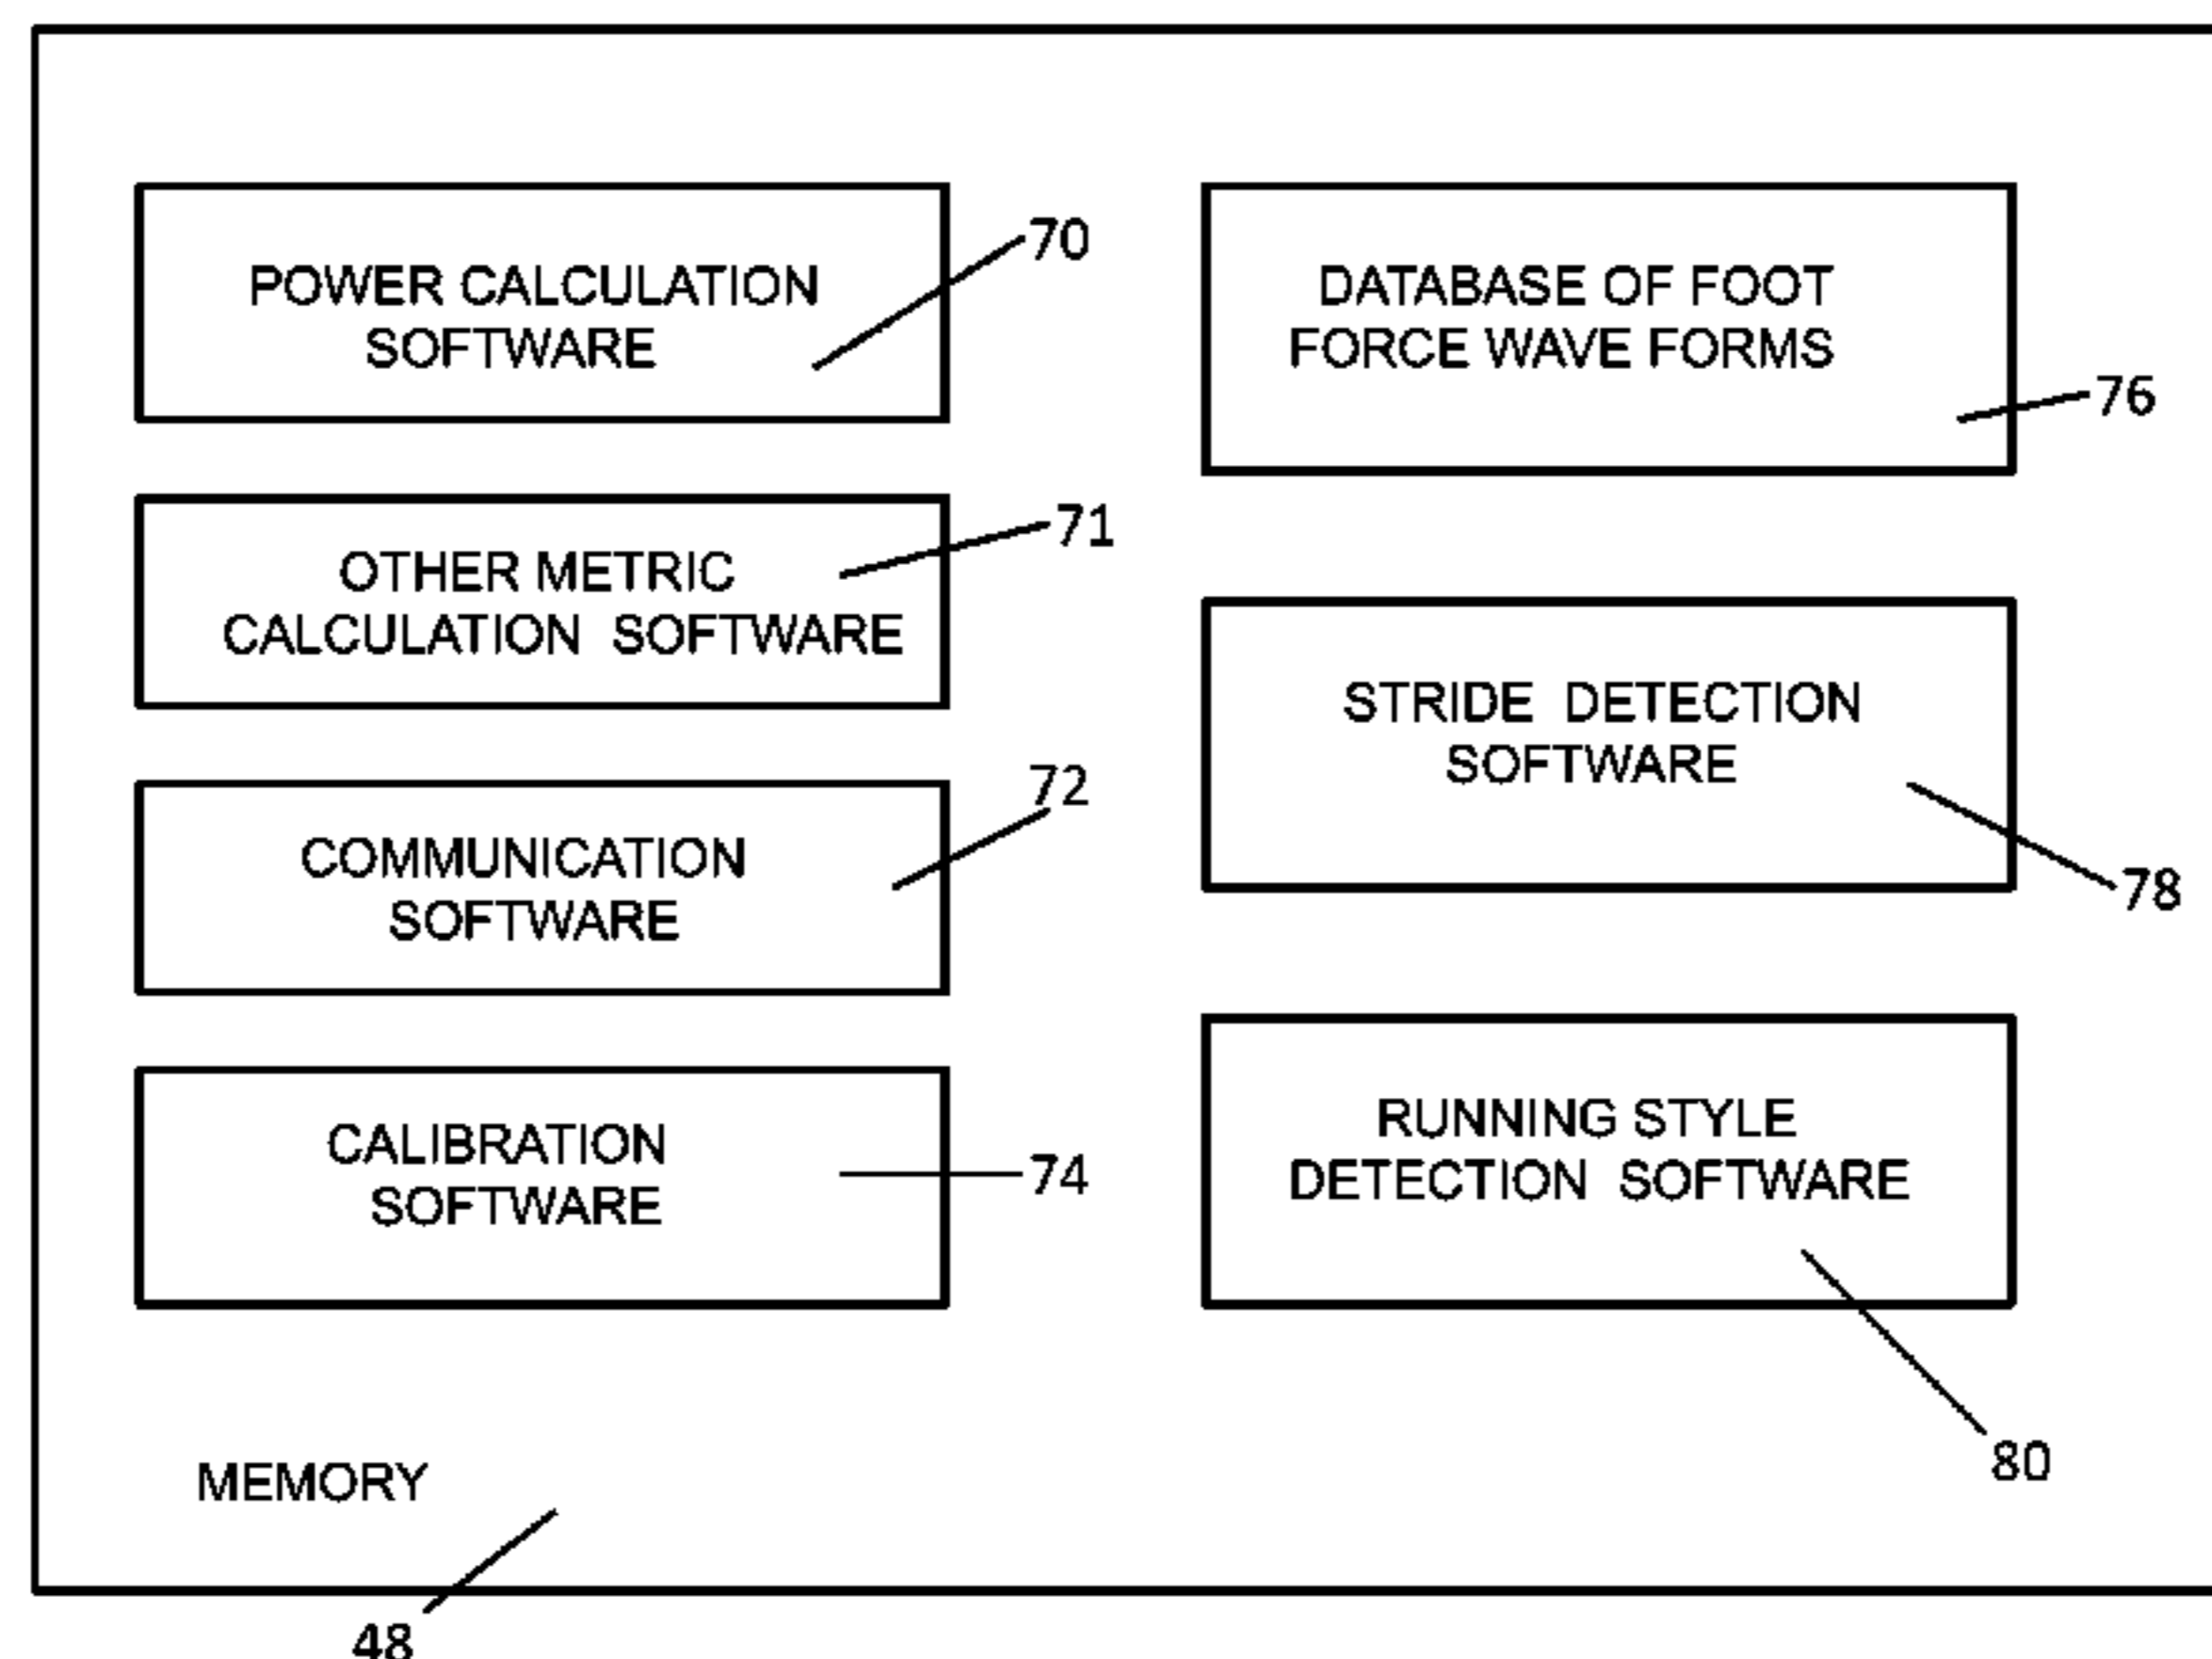 POWER CALCULATION
SOFTWARE
70
OTHER METRIC
CALCULATION SOFTWARE
71
COMMUNICATION
SOFTWARE
72
CALIBRATION
SOFTWARE
74
DATABASE OF FOOT
FORCE WAVE FORMS
76
STRIDE DETECTION
SOFTWARE
78
RUNNING STYLE
DETECTION SOFTWARE
80
MEMORY
48